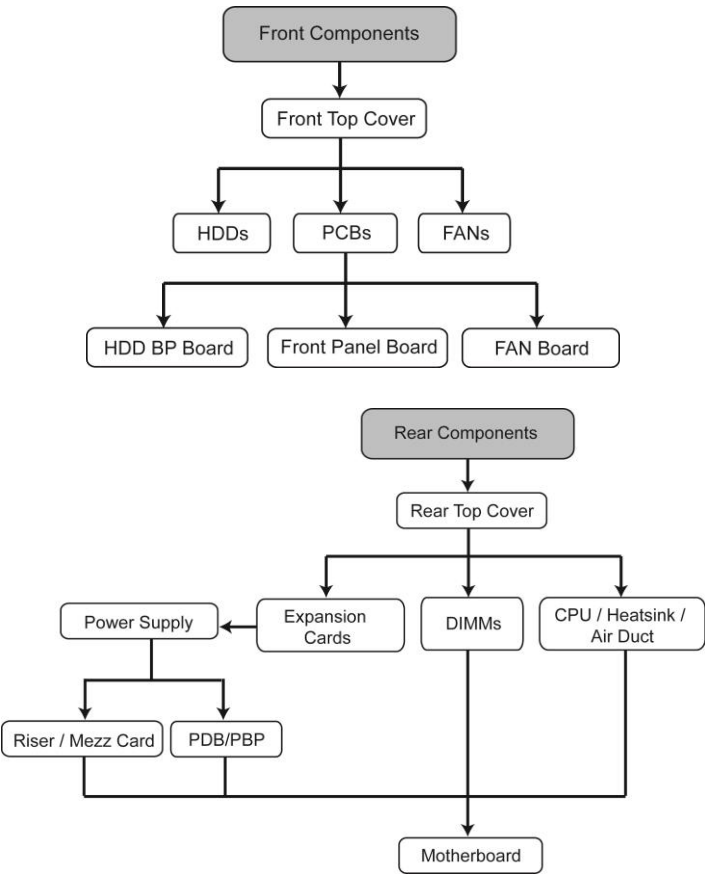 Front Components
Front Top Cover
HDDs
PCBs
FANs
HDD BP Board
Front Panel Board
FAN Board
Rear Components
Rear Top Cover
Power Supply
Expansion
Cards
DIMMs
CPU / Heatsink /
Air Duct
Riser / Mezz Card
PDB/PBP
Motherboard